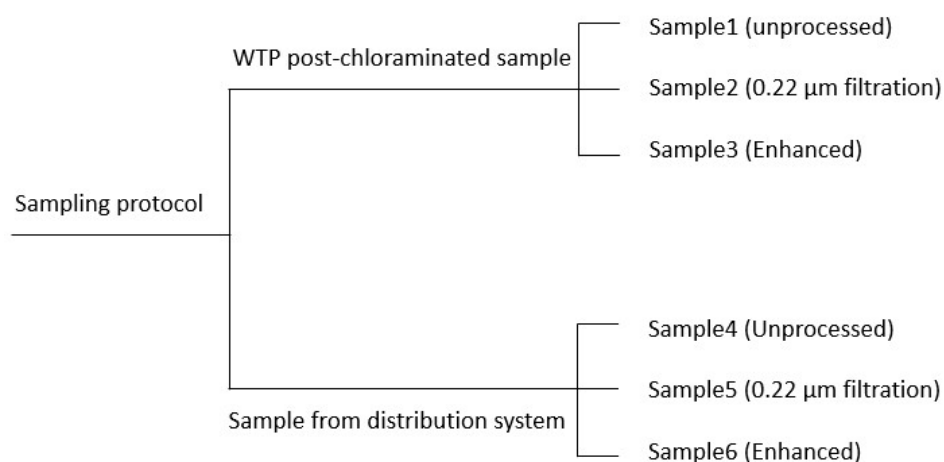 Sample1 (unprocessed)
WTP post-chloraminated sample
Sample2 (0.22 µm filtration)
Sample3 (Enhanced)
Sampling protocol
Sample4 (Unprocessed)
Sample5 (0.22 µm filtration)
Sample from distribution system
Sample6 (Enhanced)